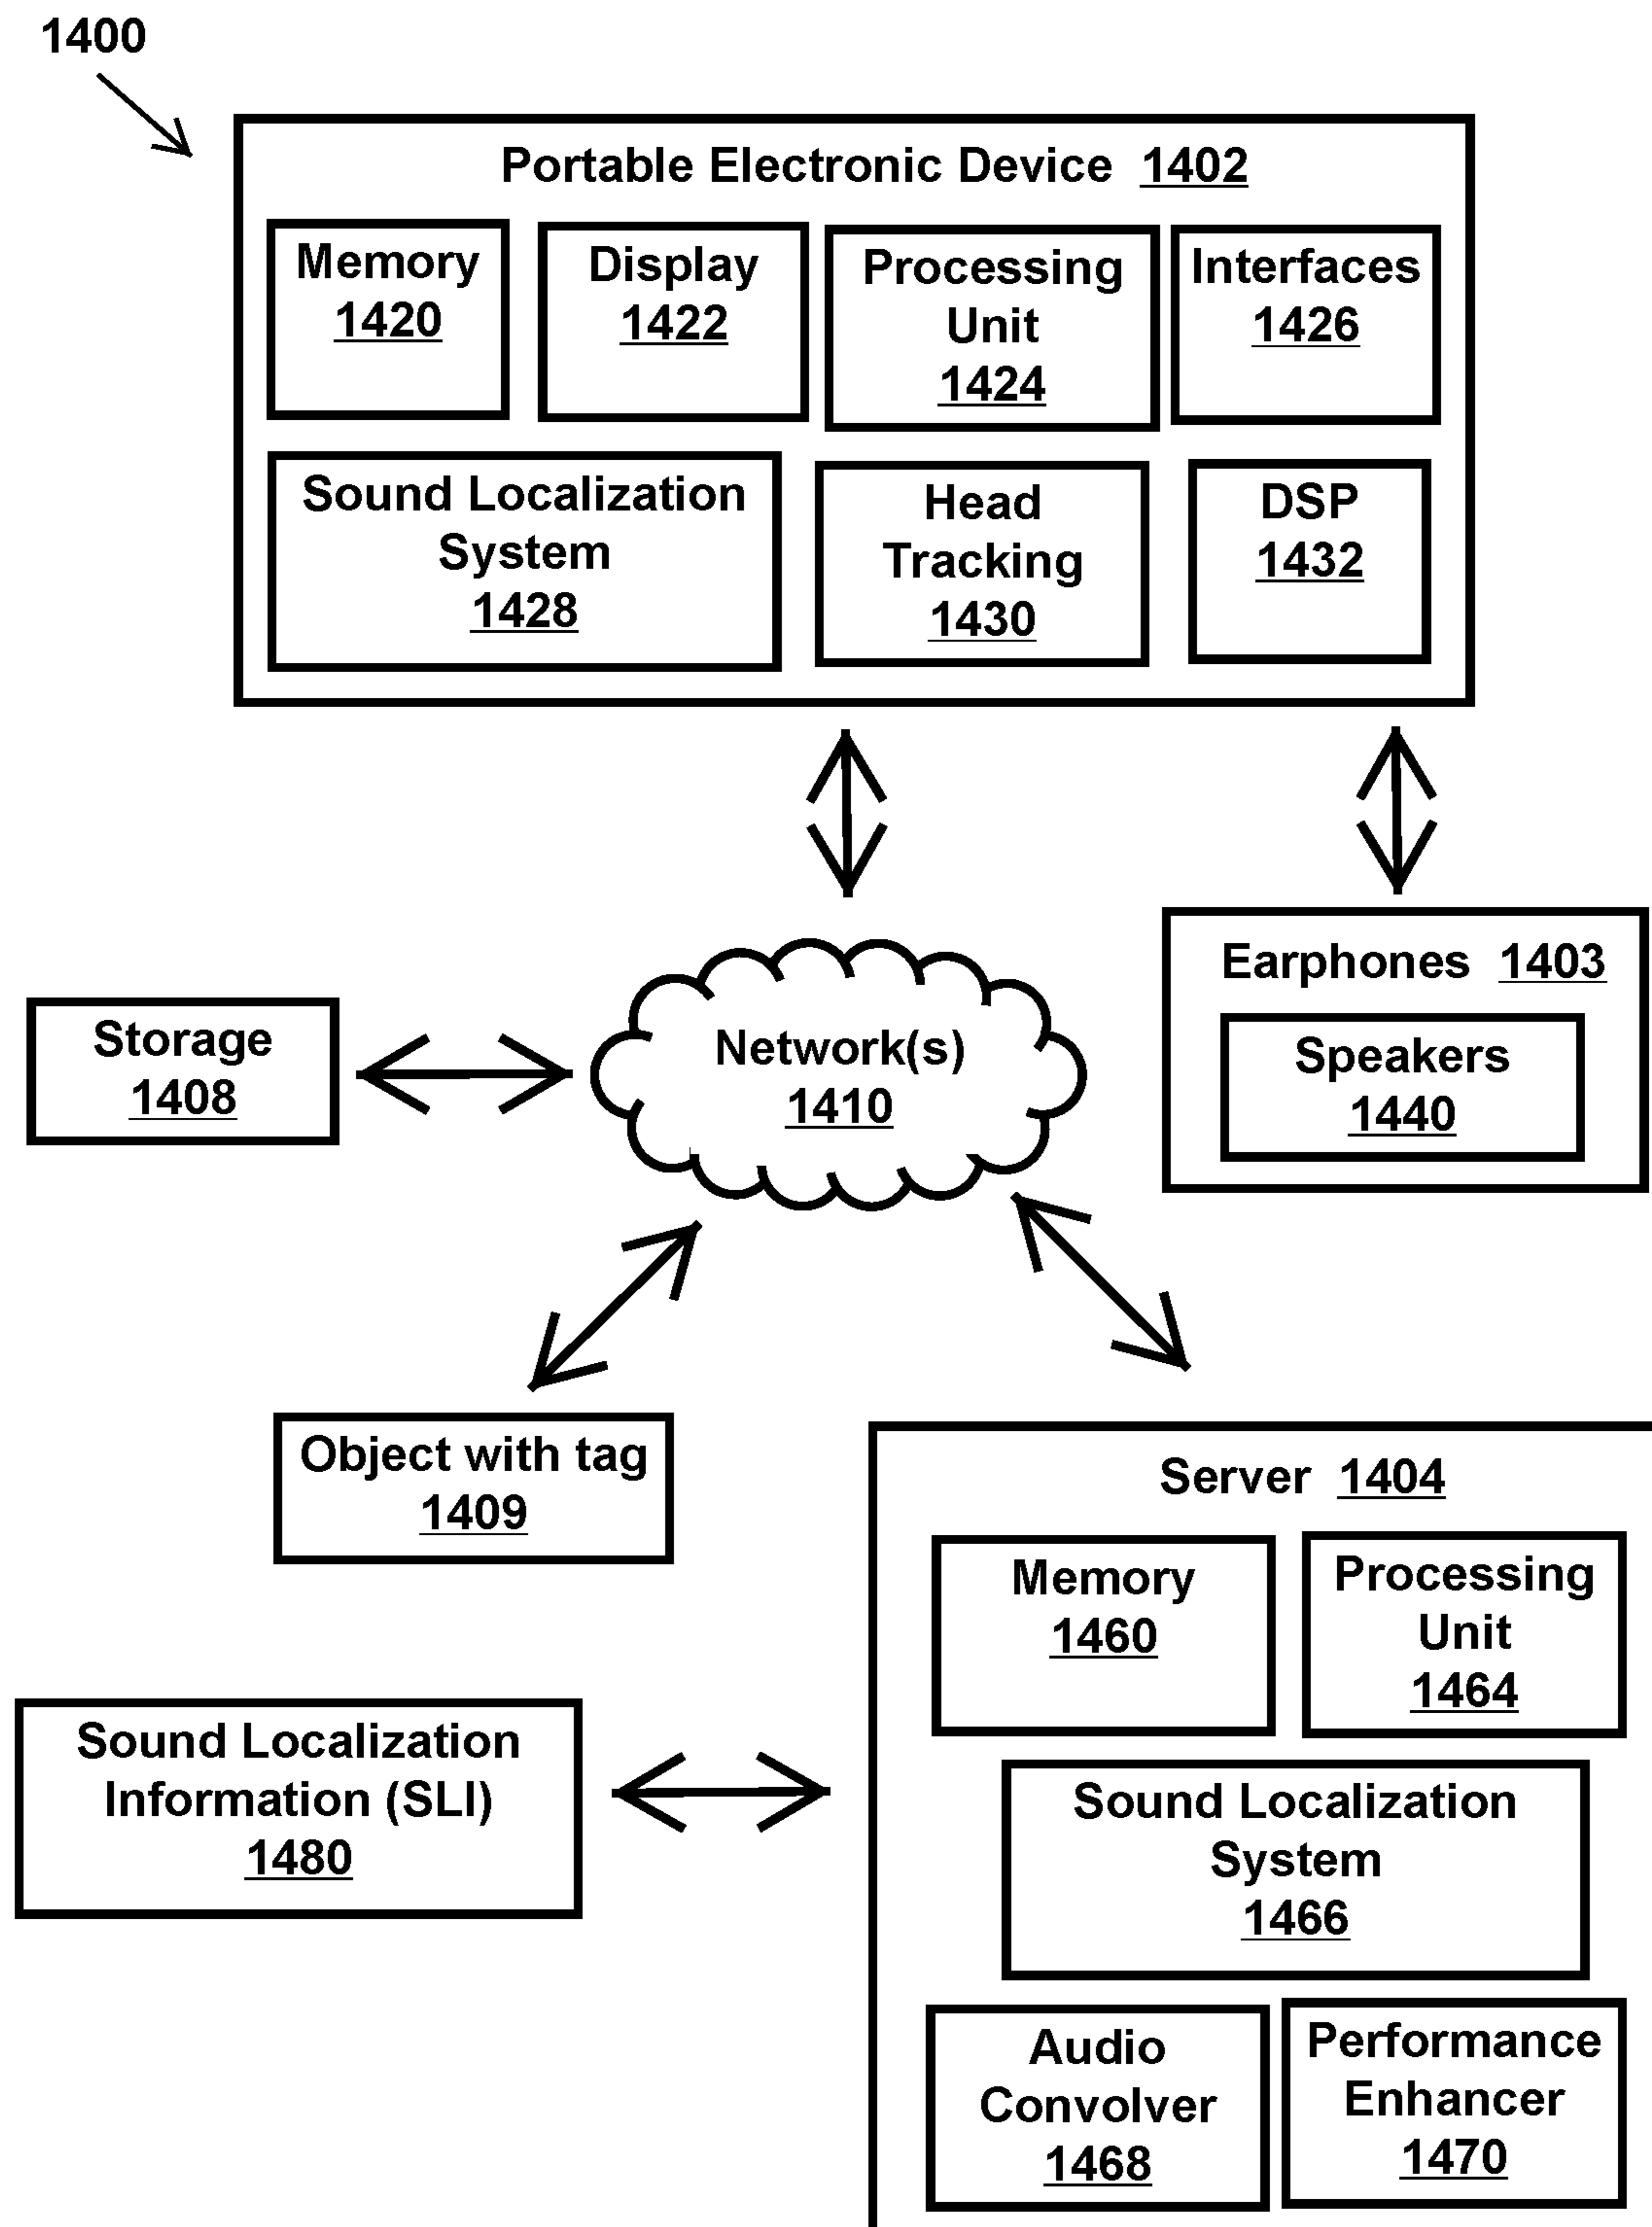 1400
Portable Electronic Device 1402
Memory
1420
Display
1422
Processing
Unit
1424
Interfaces
1426
Sound Localization
System
1428
Head
Tracking
1430
DSP
1432
Earphones 1403
Speakers
1440
Storage
1408
Network(s)
1410
Object with tag
1409
Server 1404
Memory
1460
Processing
Unit
1464
Sound Localization
System
1466
Audio
Convolver
1468
Performance
Enhancer
1470
Sound Localization
Information (SLI)
1480